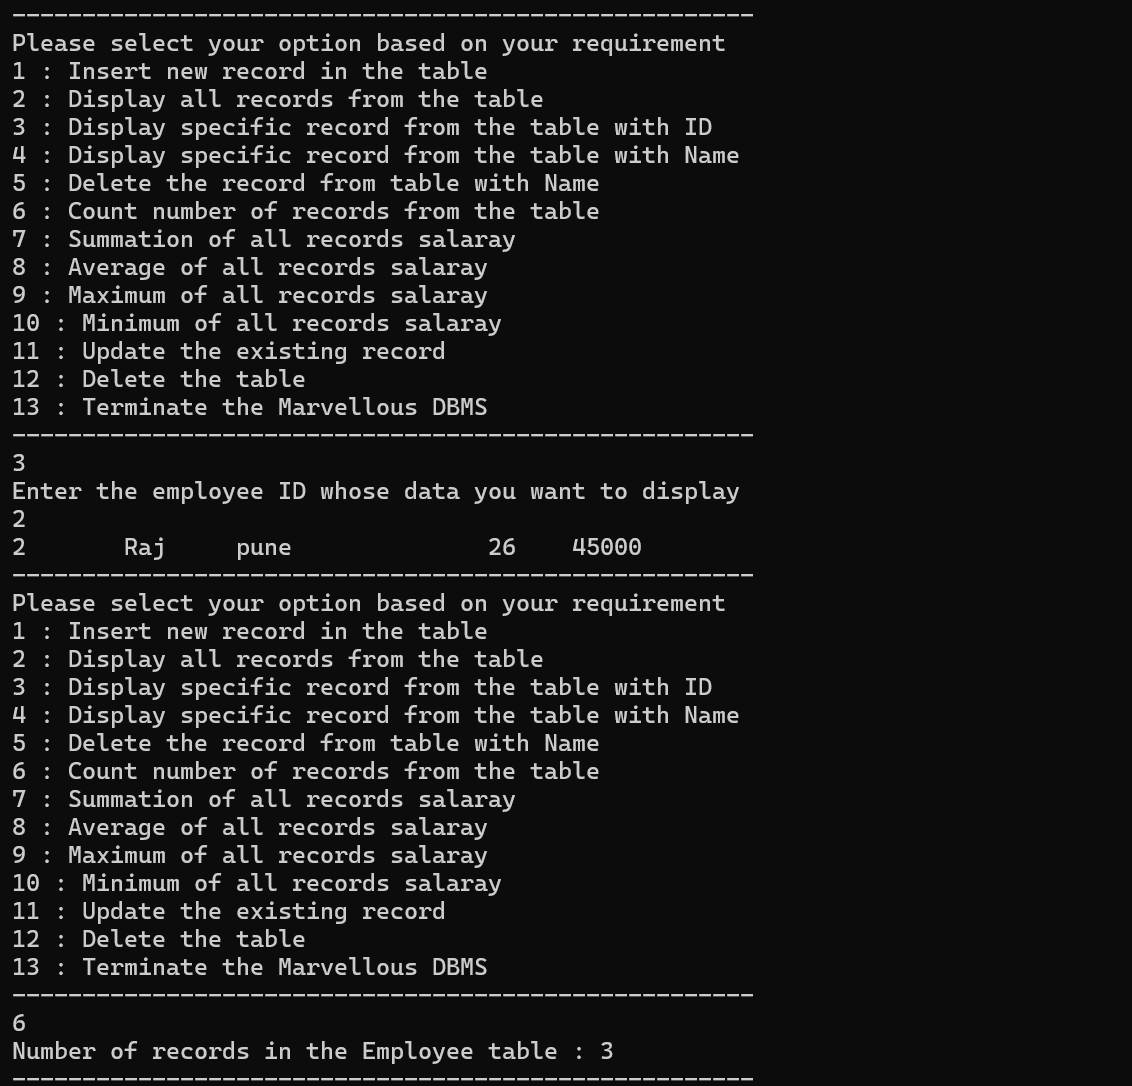 -----------------------------------------------------
Please select your option based on your requirement
1 : Insert new record in the table
2 : Display all records from the table
3 : Display specific record from the table with ID
4 : Display specific record from the table with Name
5 : Delete the record from table with Name
6 : Count number of records from the table
7 : Summation of all records salaray
8 : Average of all records salaray
9 : Maximum of all records salaray
10 : Minimum of all records salaray
11 : Update the existing record
12 : Delete the table
13 : Terminate the Marvellous DBMS
-----------------------------------------------------
3
Enter the employee ID whose data you want to display
2
2       Raj     pune              26    45000
-----------------------------------------------------
Please select your option based on your requirement
1 : Insert new record in the table
2 : Display all records from the table
3 : Display specific record from the table with ID
4 : Display specific record from the table with Name
5 : Delete the record from table with Name
6 : Count number of records from the table
7 : Summation of all records salaray
8 : Average of all records salaray
9 : Maximum of all records salaray
10 : Minimum of all records salaray
11 : Update the existing record
12 : Delete the table
13 : Terminate the Marvellous DBMS
-----------------------------------------------------
6
Number of records in the Employee table : 3
-----------------------------------------------------